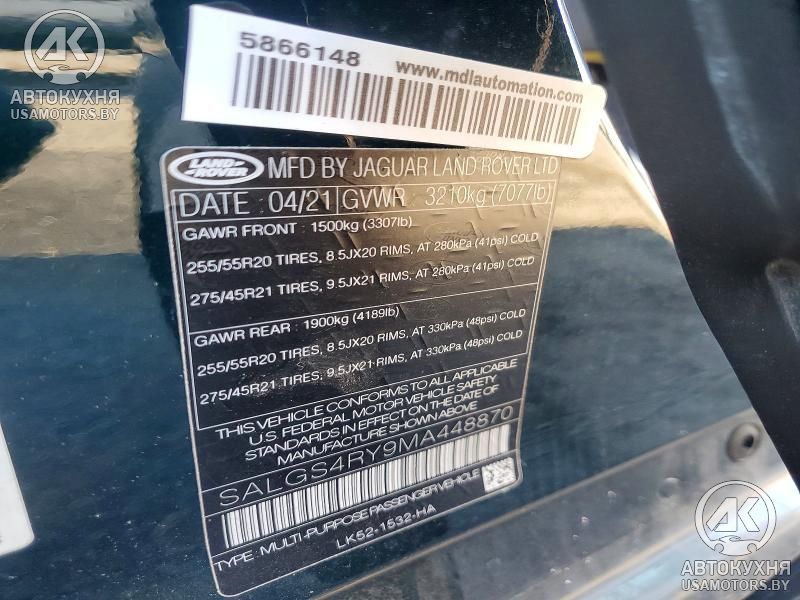 AK
АВТОКУХНЯ
USAMOTORS.BY
5866148
www.mdlautomation.com
LAND ROVER MFD BY JAGUAR LAND ROVER LTD
DATE 04/21 GVWR 3210kg (7077lb)
GAWR FRONT : 1500kg (3307lb)
255/55R20 TIRES, 8.5JX20 RIMS, AT 280kPa (41psi) COLD
275/45R21 TIRES, 9.5JX21 RIMS, AT 280kPa (41psi) COLD
GAWR REAR : 1900kg (4189lb)
255/55R20 TIRES, 8.5JX20 RIMS, AT 330kPa (48psi) COLD
275/45R21 TIRES, 9.5JX21 RIMS, AT 330kPa (48psi) COLD
THIS VEHICLE CONFORMS TO ALL APPLICABLE
U.S. FEDERAL MOTOR VEHICLE SAFETY
STANDARDS IN EFFECT ON THE DATE OF
MANUFACTURE SHOWN ABOVE
SALGS4RY9MA448870
TYPE: MULTI-PURPOSE PASSENGER VEHICLE
LK52-1532-HA
AK
АВТОКУХНЯ
USAMOTORS.BY